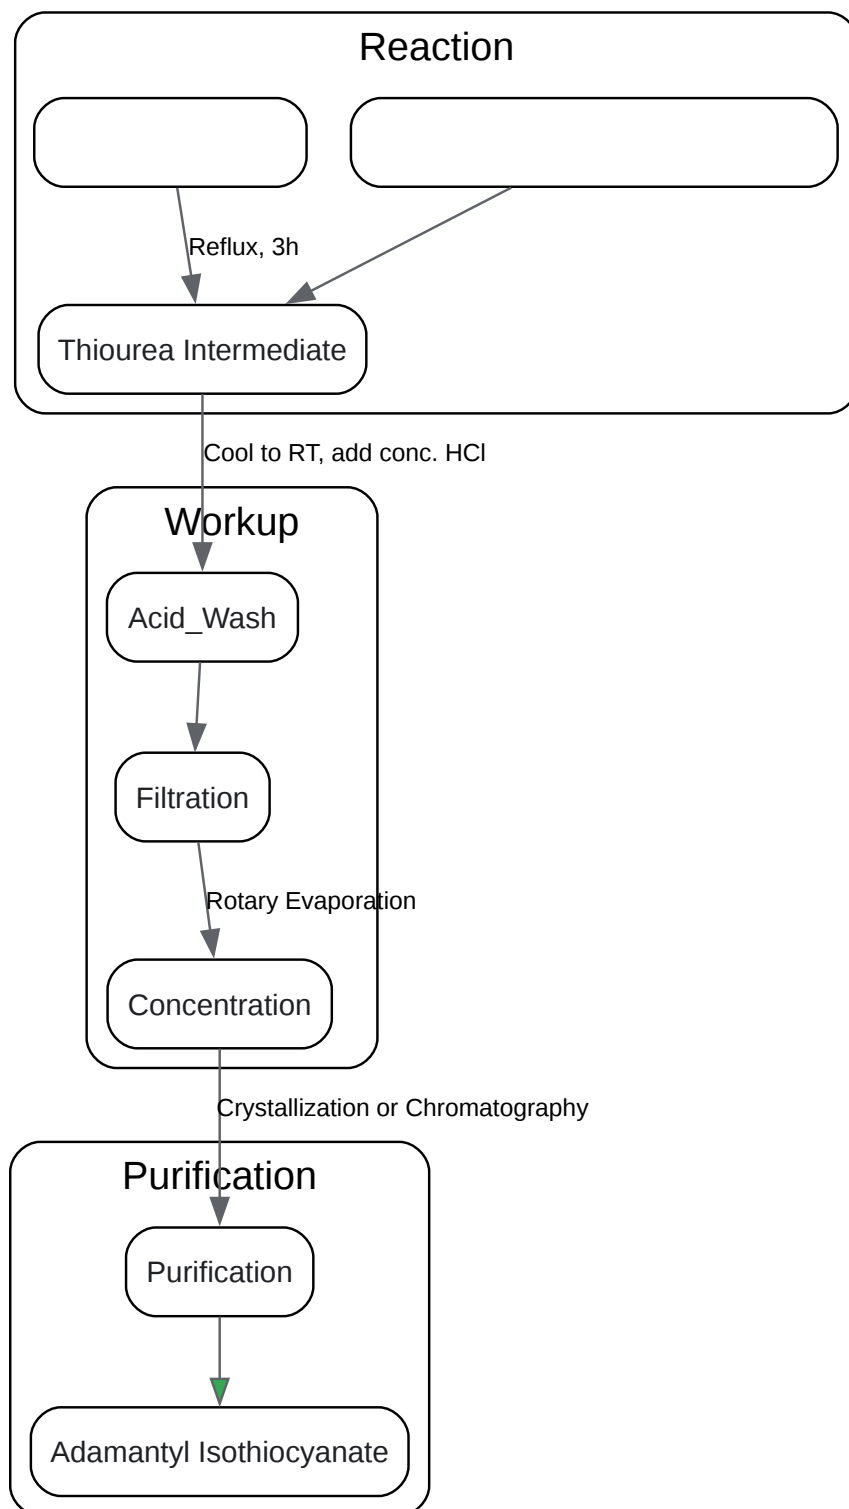 Reaction
Reflux, 3h
Thiourea Intermediate
Cool to RT, add conc. HCl
Workup
Acid_Wash
Filtration
Rotary Evaporation
Concentration
Crystallization or Chromatography
Purification
Purification
Adamantyl Isothiocyanate